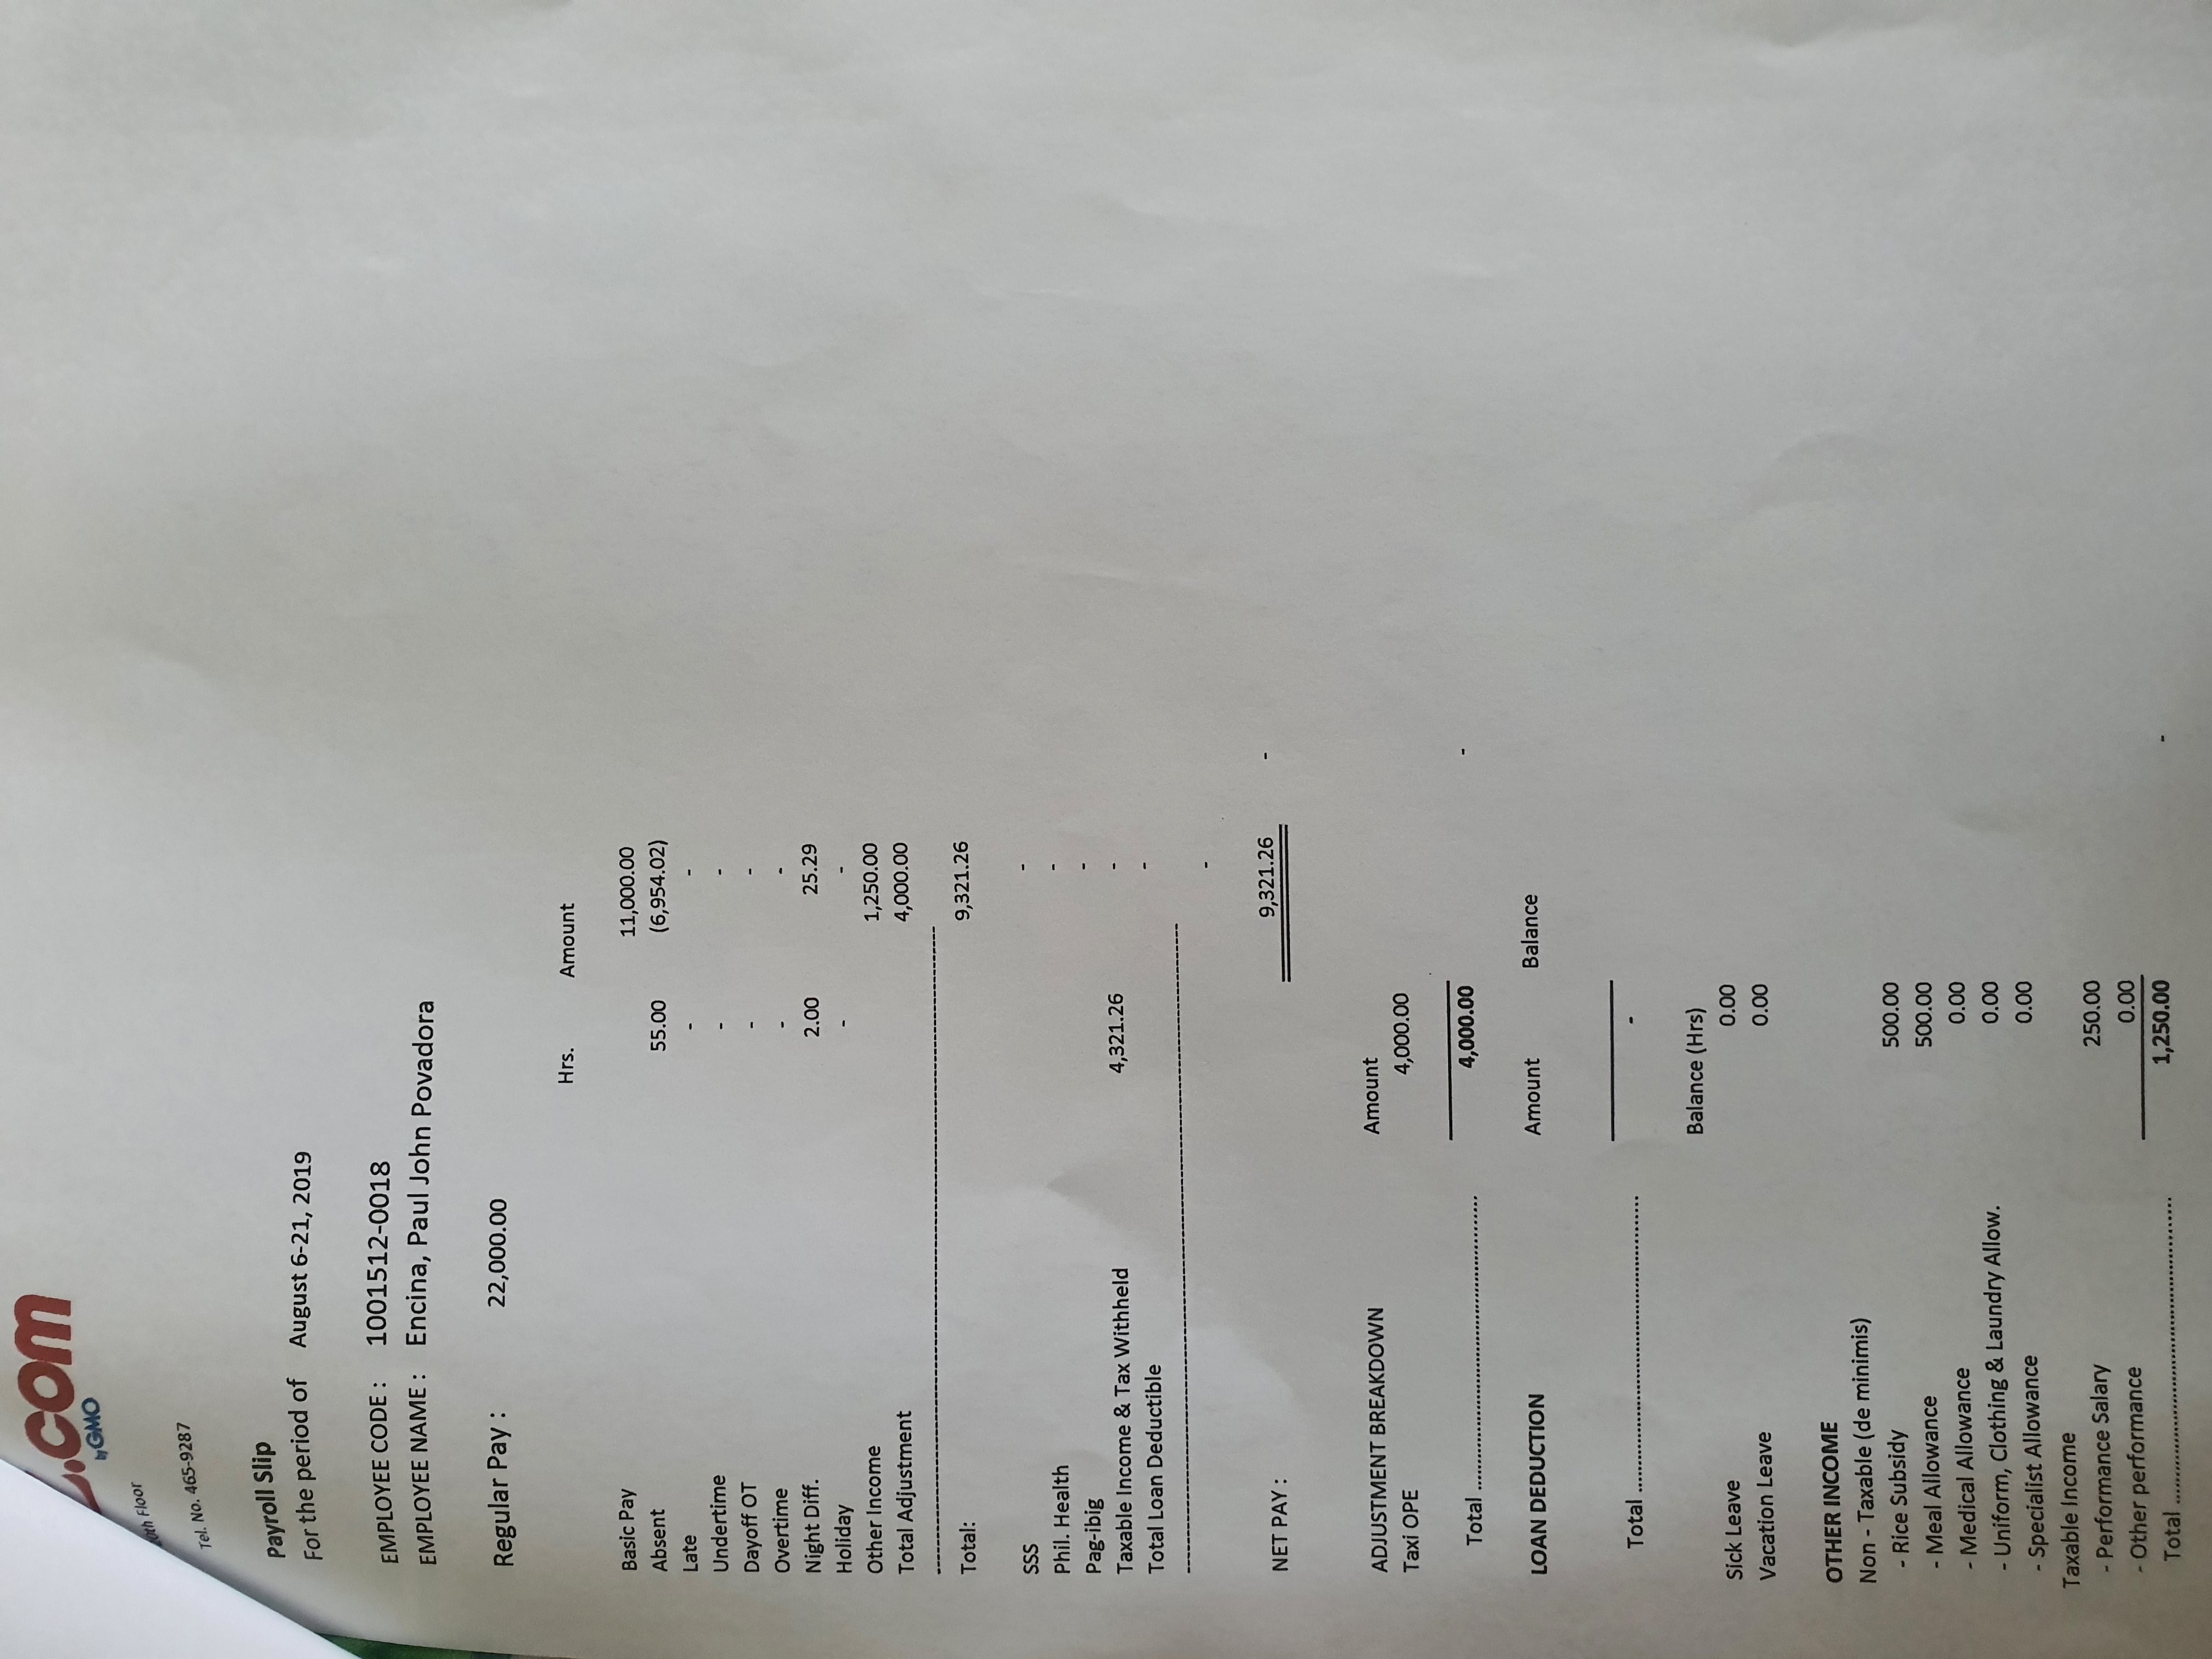 .com
by GMO
20th Floor
Tel. No. 465-9287
Payroll Slip
For the period of August 6-21, 2019
EMPLOYEE CODE : 1001512-0018
EMPLOYEE NAME : Encina, Paul John Povadora
Regular Pay : 22,000.00
Hrs. Amount
Basic Pay 11,000.00
Absent 55.00 (6,954.02)
Late - -
Undertime - -
Dayoff OT - -
Overtime - -
Night Diff. 2.00 25.29
Holiday - -
Other Income 1,250.00
Total Adjustment 4,000.00
Total: 9,321.26
SSS -
Phil. Health -
Pag-ibig -
Taxable Income & Tax Withheld 4,321.26 -
Total Loan Deductible -
-
NET PAY : 9,321.26 -
ADJUSTMENT BREAKDOWN Amount
Taxi OPE 4,000.00
Total ........................ 4,000.00 -
LOAN DEDUCTION Amount Balance
Total ........................ -
Balance (Hrs)
Sick Leave 0.00
Vacation Leave 0.00
OTHER INCOME
Non - Taxable (de minimis)
- Rice Subsidy 500.00
- Meal Allowance 500.00
- Medical Allowance 0.00
- Uniform, Clothing & Laundry Allow. 0.00
- Specialist Allowance 0.00
Taxable Income
- Performance Salary 250.00
- Other performance 0.00
Total ........................ 1,250.00 -